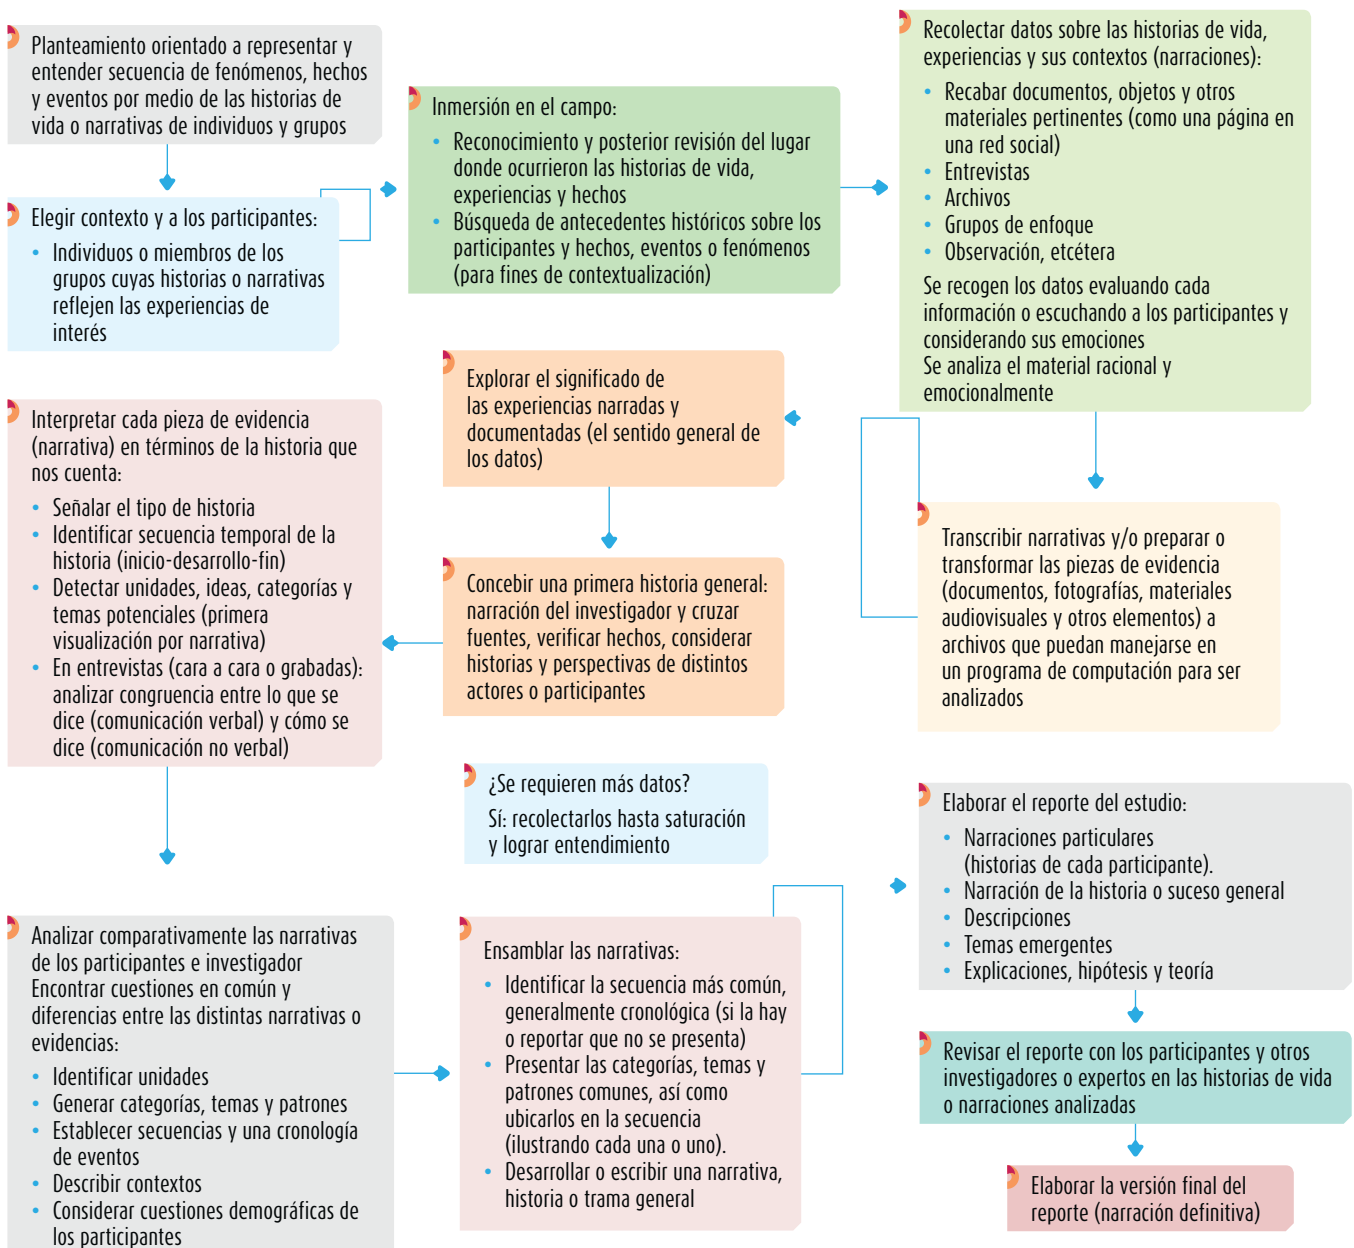 Planteamiento orientado a representar y
entender secuencia de fenómenos, hechos
y eventos por medio de las historias de
vida o narrativas de individuos y grupos
Elegir contexto y a los participantes:
• Individuos o miembros de los
grupos cuyas historias o narrativas
reflejen las experiencias de
interés
Inmersión en el campo:
• Reconocimiento y posterior revisión del lugar
donde ocurrieron las historias de vida,
experiencias y hechos
• Búsqueda de antecedentes históricos sobre los
participantes y hechos, eventos o fenómenos
(para fines de contextualización)
Recolectar datos sobre las historias de vida,
experiencias y sus contextos (narraciones):
• Recabar documentos, objetos y otros
materiales pertinentes (como una página en
una red social)
• Entrevistas
• Archivos
• Grupos de enfoque
• Observación, etcétera
Se recogen los datos evaluando cada
información o escuchando a los participantes y
considerando sus emociones
Se analiza el material racional y
emocionalmente
Transcribir narrativas y/o preparar o
transformar las piezas de evidencia
(documentos, fotografías, materiales
audiovisuales y otros elementos) a
archivos que puedan manejarse en
un programa de computación para ser
analizados
Explorar el significado de
las experiencias narradas y
documentadas (el sentido general de
los datos)
Concebir una primera historia general:
narración del investigador y cruzar
fuentes, verificar hechos, considerar
historias y perspectivas de distintos
actores o participantes
Interpretar cada pieza de evidencia
(narrativa) en términos de la historia que
nos cuenta:
• Señalar el tipo de historia
• Identificar secuencia temporal de la
historia (inicio-desarrollo-fin)
• Detectar unidades, ideas, categorías y
temas potenciales (primera
visualización por narrativa)
• En entrevistas (cara a cara o grabadas):
analizar congruencia entre lo que se
dice (comunicación verbal) y cómo se
dice (comunicación no verbal)
¿Se requieren más datos?
Sí: recolectarlos hasta saturación
y lograr entendimiento
Analizar comparativamente las narrativas
de los participantes e investigador
Encontrar cuestiones en común y
diferencias entre las distintas narrativas o
evidencias:
• Identificar unidades
• Generar categorías, temas y patrones
• Establecer secuencias y una cronología
de eventos
• Describir contextos
• Considerar cuestiones demográficas de
los participantes
Ensamblar las narrativas:
• Identificar la secuencia más común,
generalmente cronológica (si la hay
o reportar que no se presenta)
• Presentar las categorías, temas y
patrones comunes, así como
ubicarlos en la secuencia
(ilustrando cada una o uno).
• Desarrollar o escribir una narrativa,
historia o trama general
Elaborar el reporte del estudio:
• Narraciones particulares
(historias de cada participante).
• Narración de la historia o suceso general
• Descripciones
• Temas emergentes
• Explicaciones, hipótesis y teoría
Revisar el reporte con los participantes y otros
investigadores o expertos en las historias de vida
o narraciones analizadas
Elaborar la versión final del
reporte (narración definitiva)